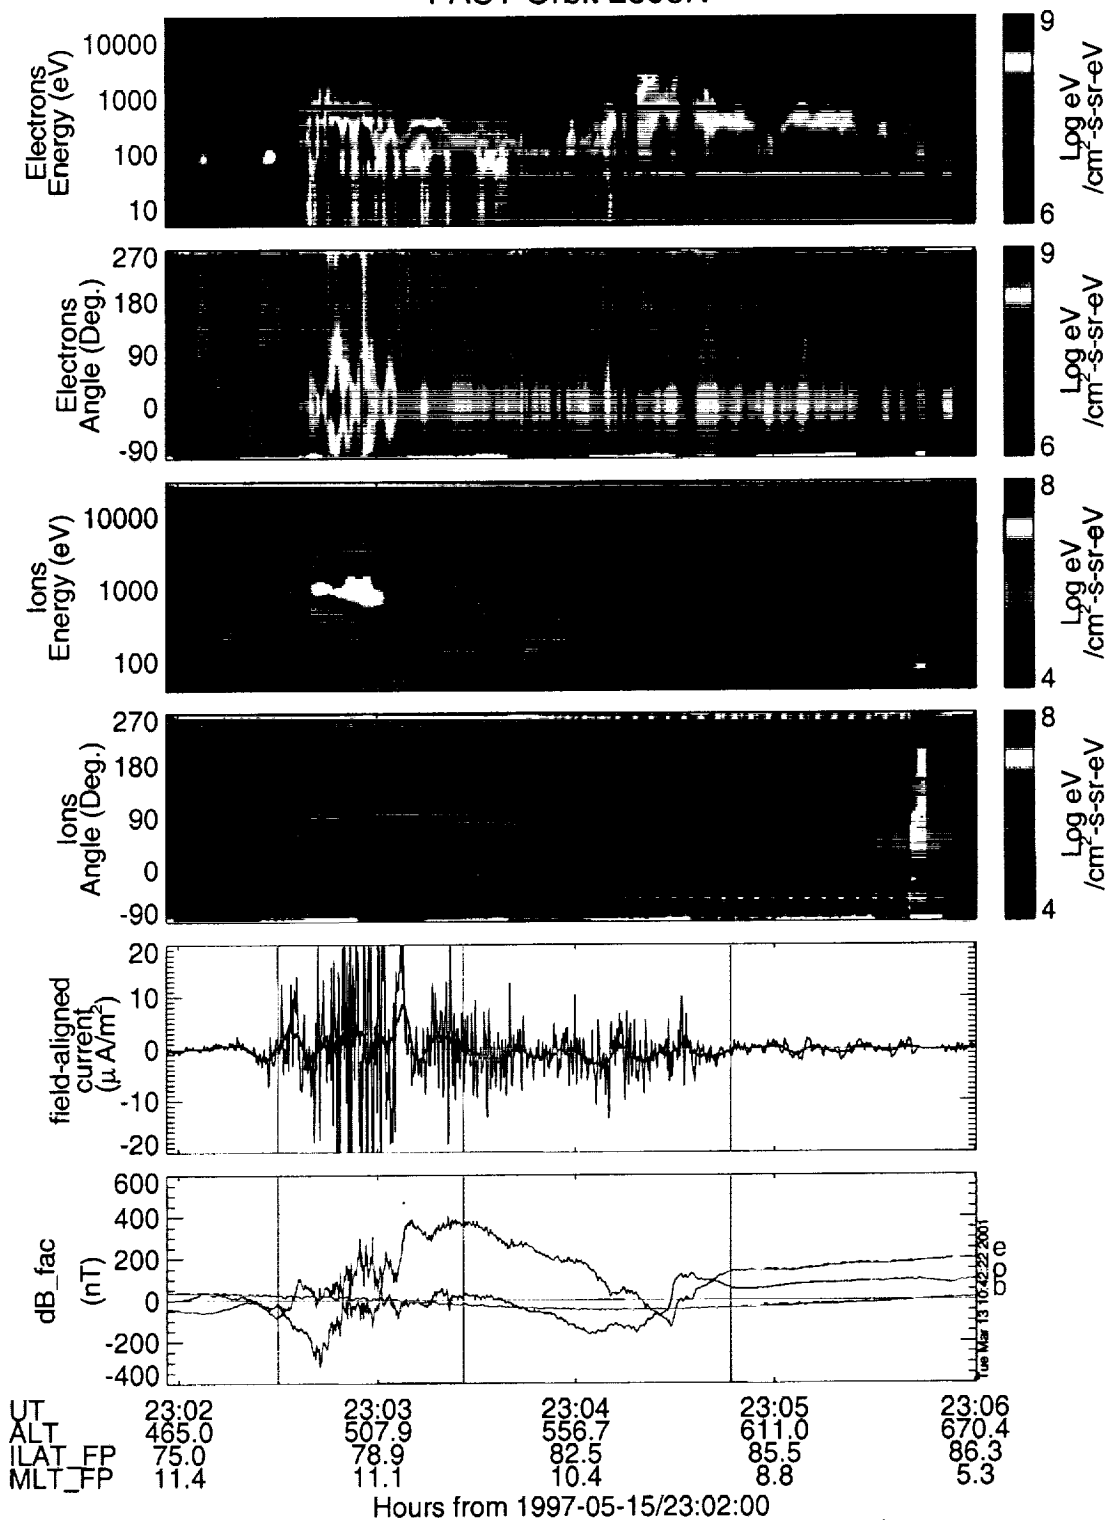 10000
1000
100
10
Electrons
Energy (eV)
9
6
Log eV
/cm²-s-sr-eV
270
180
90
0
-90
Electrons
Angle (Deg.)
9
6
Log eV
/cm²-s-sr-eV
10000
1000
100
Ions
Energy (eV)
8
4
Log eV
/cm²-s-sr-eV
270
180
90
0
-90
Ions
Angle (Deg.)
8
4
Log eV
/cm²-s-sr-eV
20
10
0
-10
-20
field-aligned
current
(μ A/m²)
600
400
200
0
-200
-400
dB_fac
(nT)
e
o
b
Tue Mar 13 10:42:22 2001
UT 23:02 23:03 23:04 23:05 23:06
ALT 465.0 507.9 556.7 611.0 670.4
ILAT_FP 75.0 78.9 82.5 85.5 86.3
MLT_FP 11.4 11.1 10.4 8.8 5.3
Hours from 1997-05-15/23:02:00